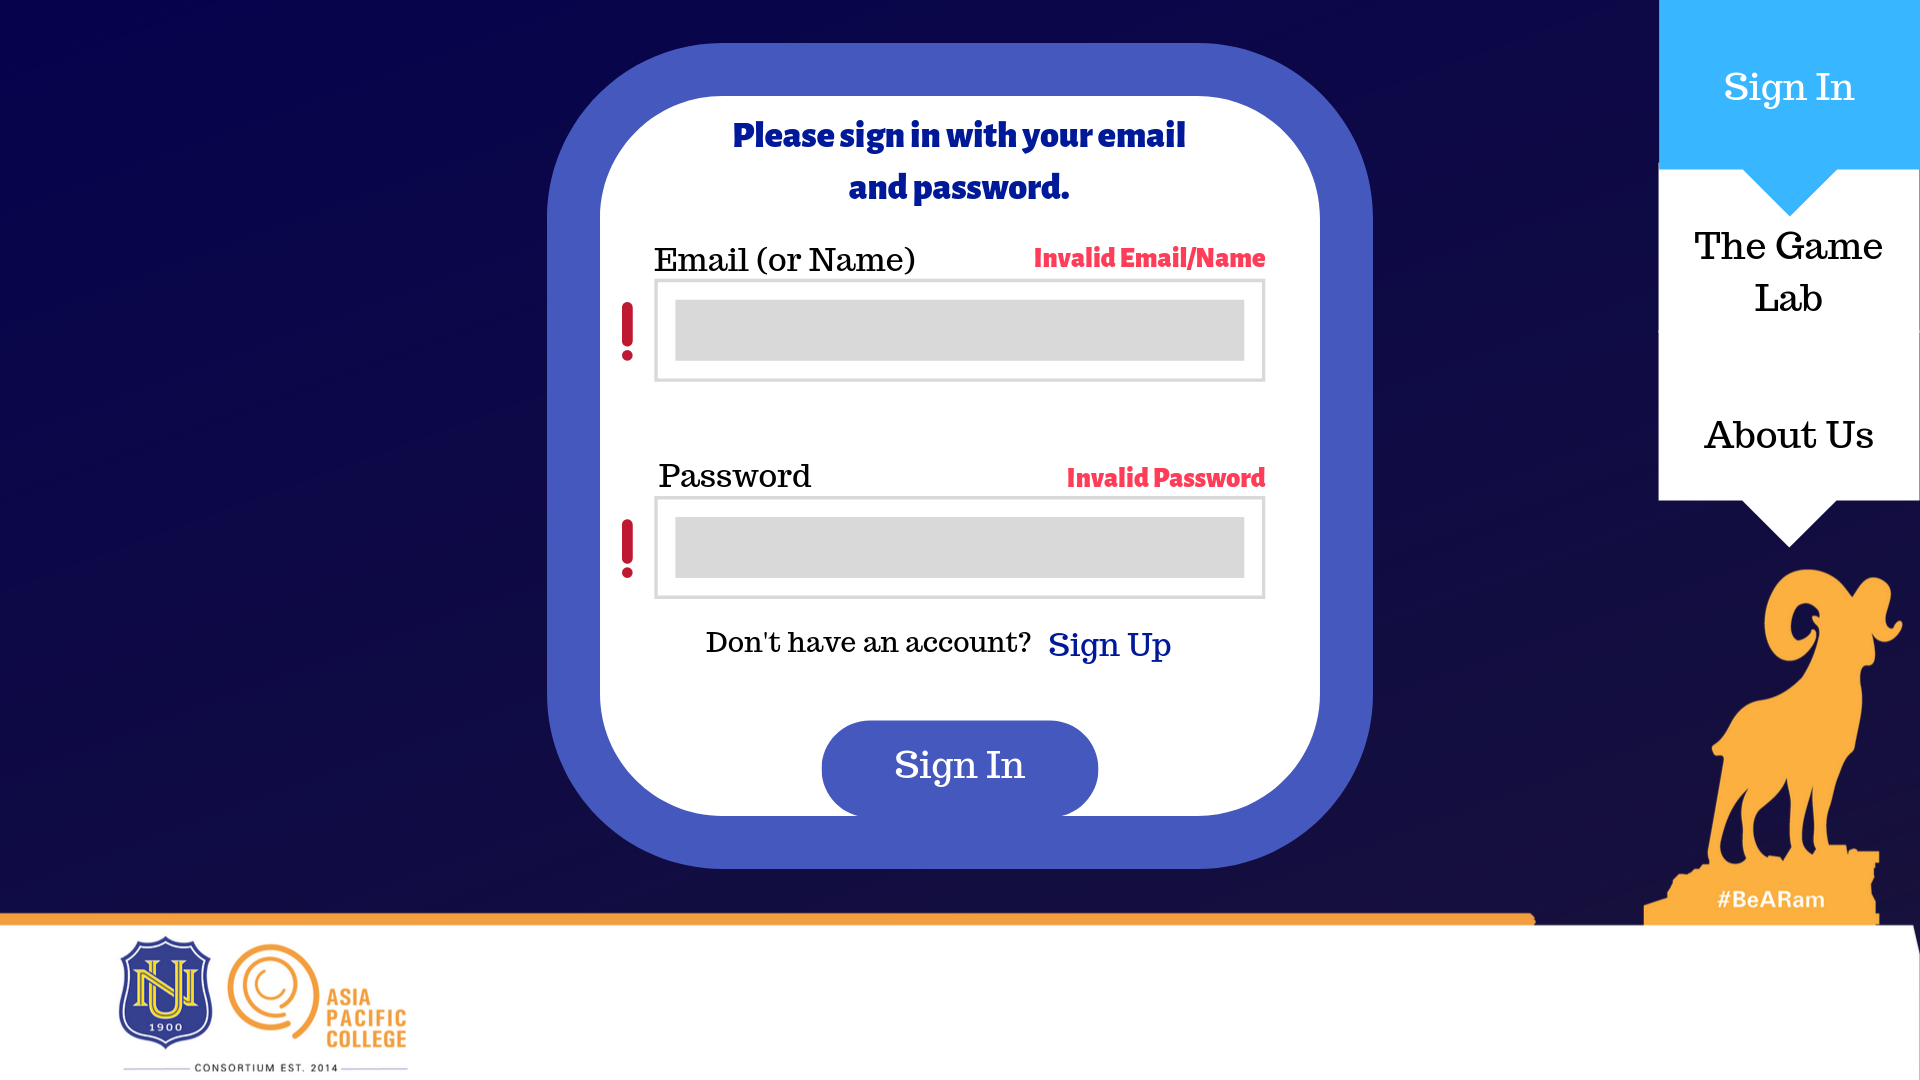 Please sign in with your email
and password.
Email (or Name)
Invalid Email/Name
Password
Invalid Password
Don't have an account? Sign Up
Sign In
Sign In
The Game
Lab
About Us
#BeARam
NU
1900
ASIA
PACIFIC
COLLEGE
CONSORTIUM EST. 2014